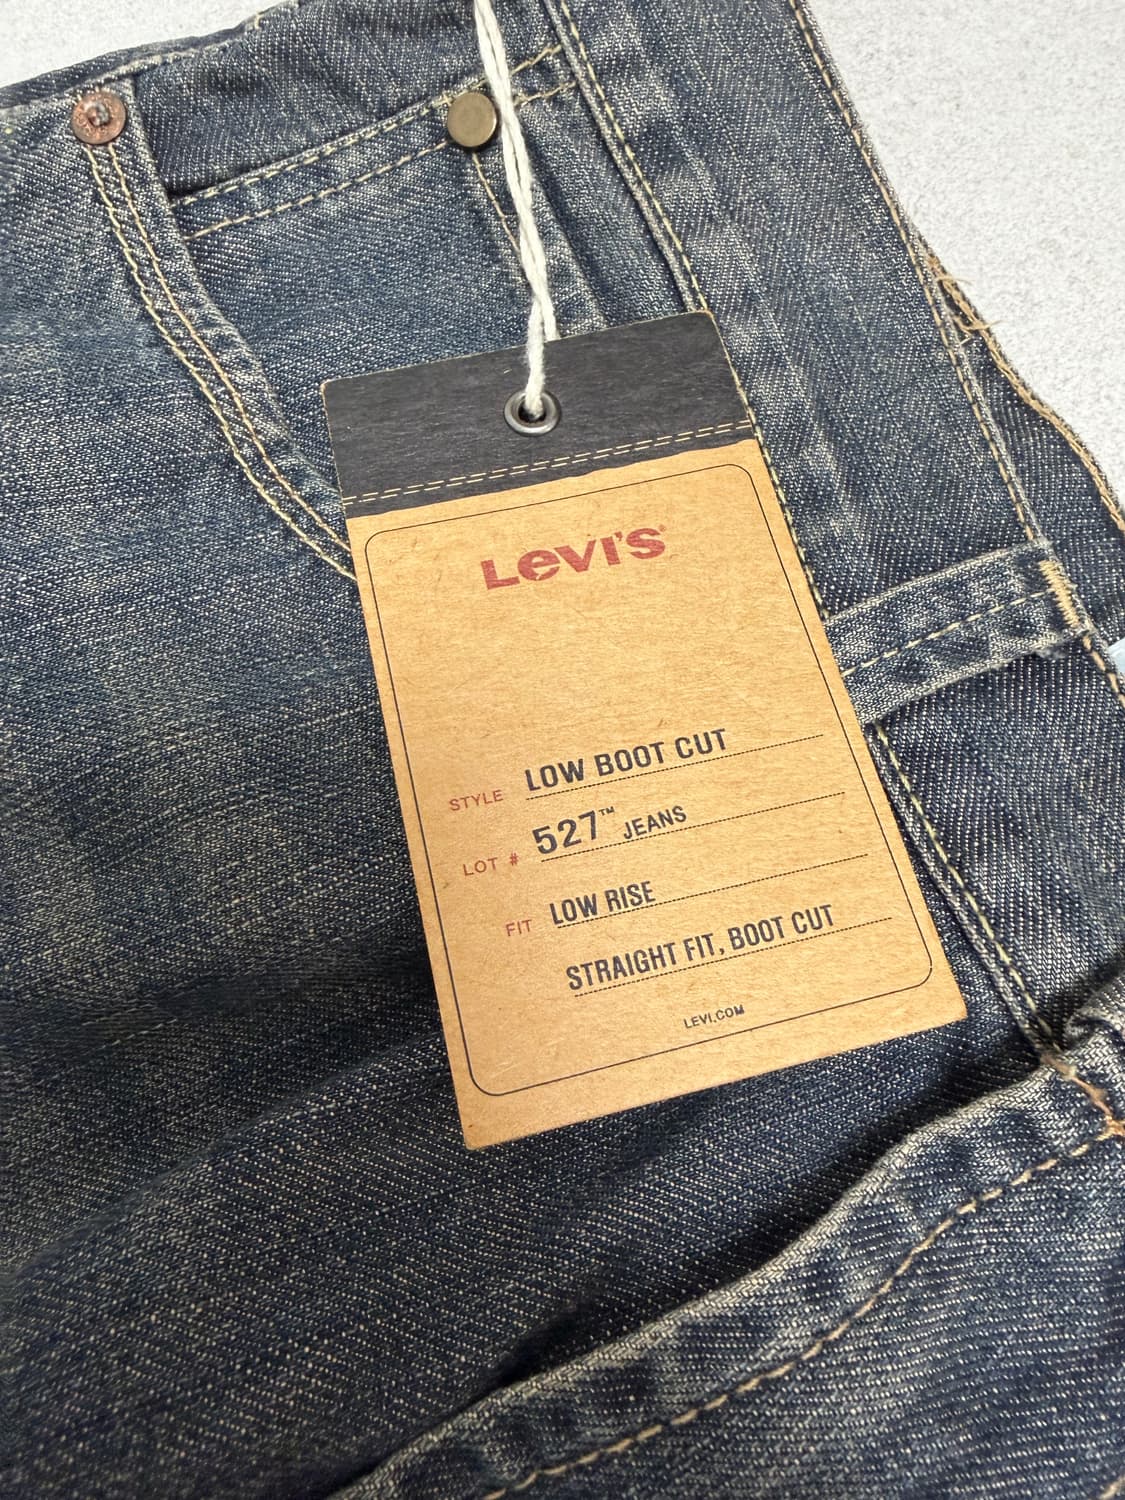 LEVI'S®
STYLE LOW BOOT CUT
LOT # 527™ JEANS
FIT LOW RISE
STRAIGHT FIT, BOOT CUT
LEVI.COM